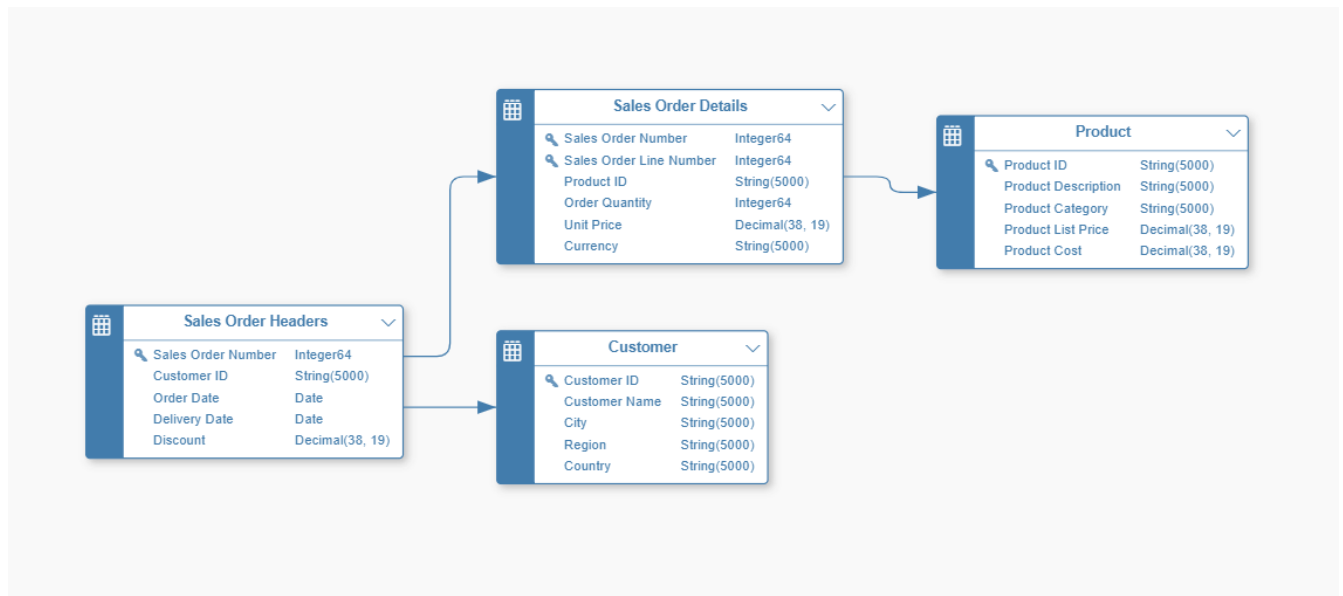 Sales Order Details
Sales Order Number Integer64
Sales Order Line Number Integer64
Product ID String(5000)
Order Quantity Integer64
Unit Price Decimal(38, 19)
Currency String(5000)
Product
Product ID String(5000)
Product Description String(5000)
Product Category String(5000)
Product List Price Decimal(38, 19)
Product Cost Decimal(38, 19)
Sales Order Headers
Sales Order Number Integer64
Customer ID String(5000)
Order Date Date
Delivery Date Date
Discount Decimal(38, 19)
Customer
Customer ID String(5000)
Customer Name String(5000)
City String(5000)
Region String(5000)
Country String(5000)